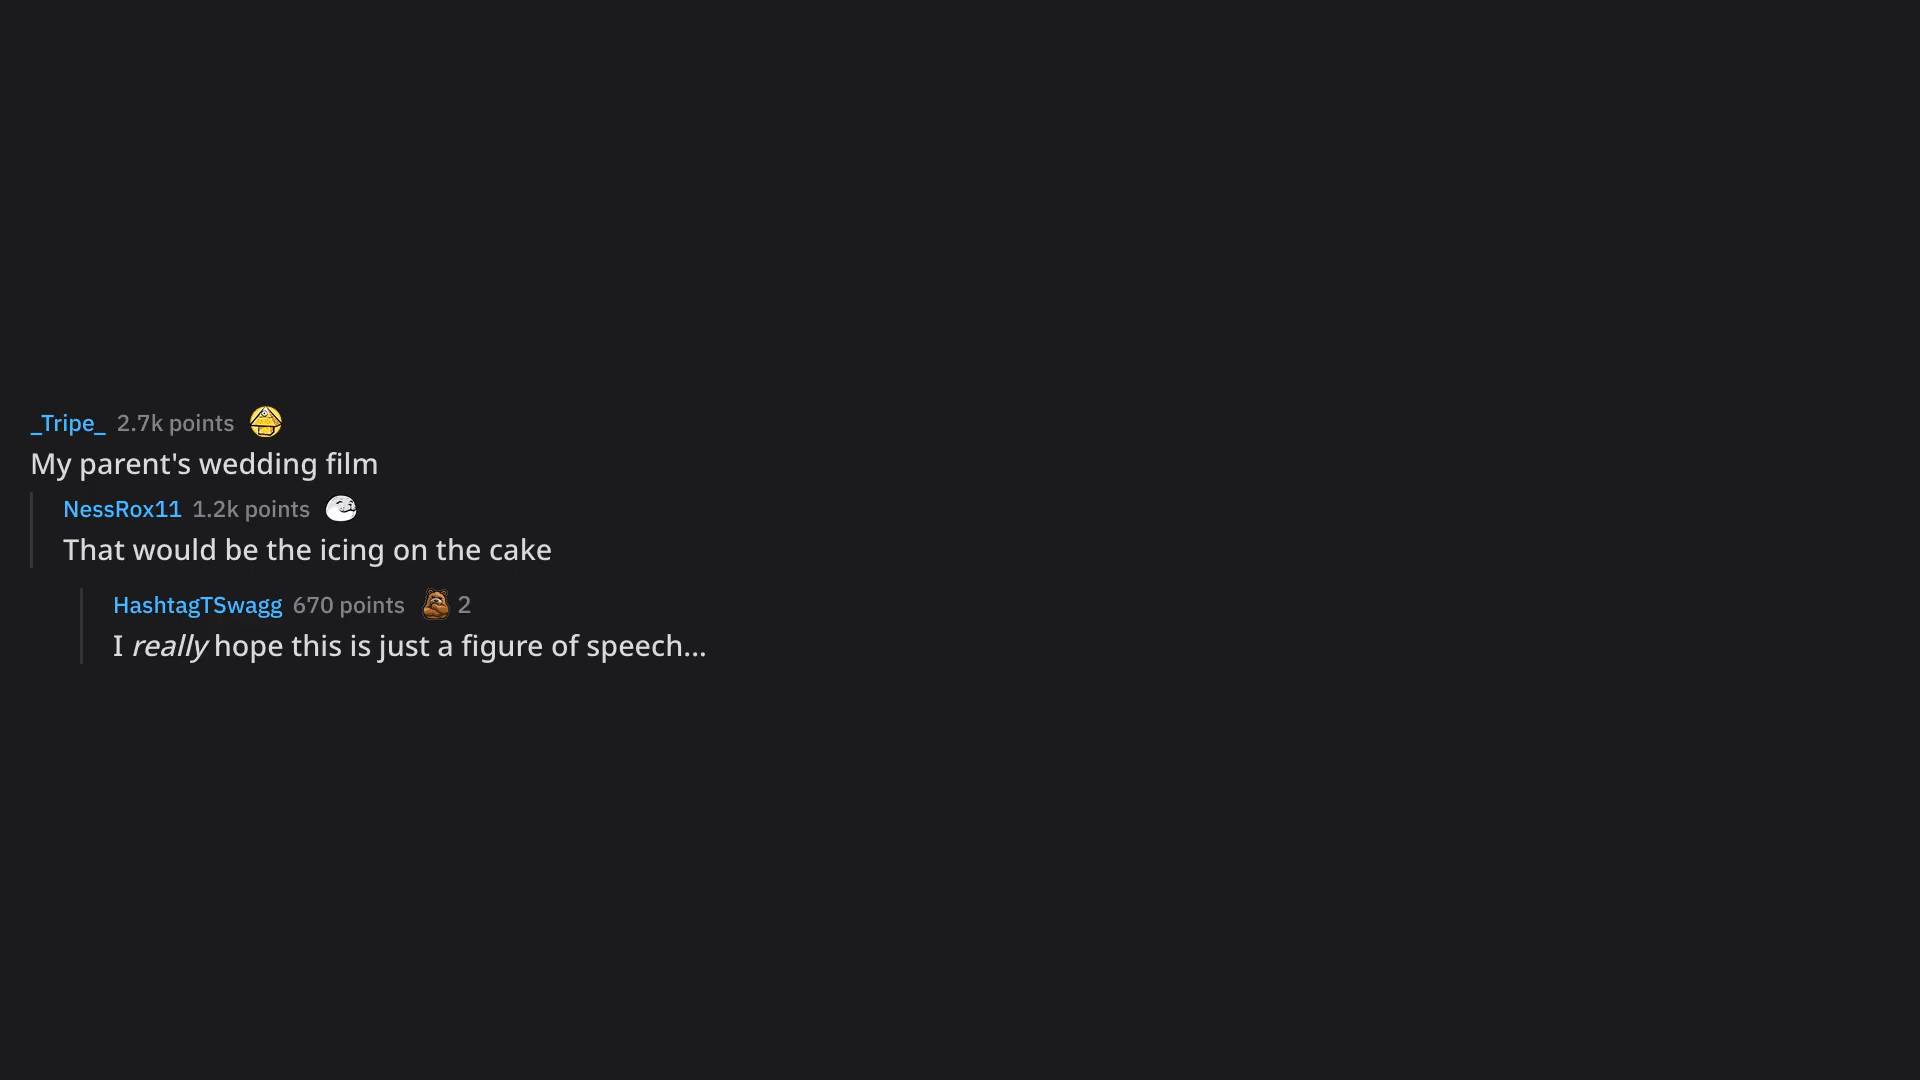 _Tripe_ 2.7k points
My parent's wedding film
NessRox11 1.2k points
That would be the icing on the cake
HashtagTSwagg 670 points 2
I really hope this is just a figure of speech...